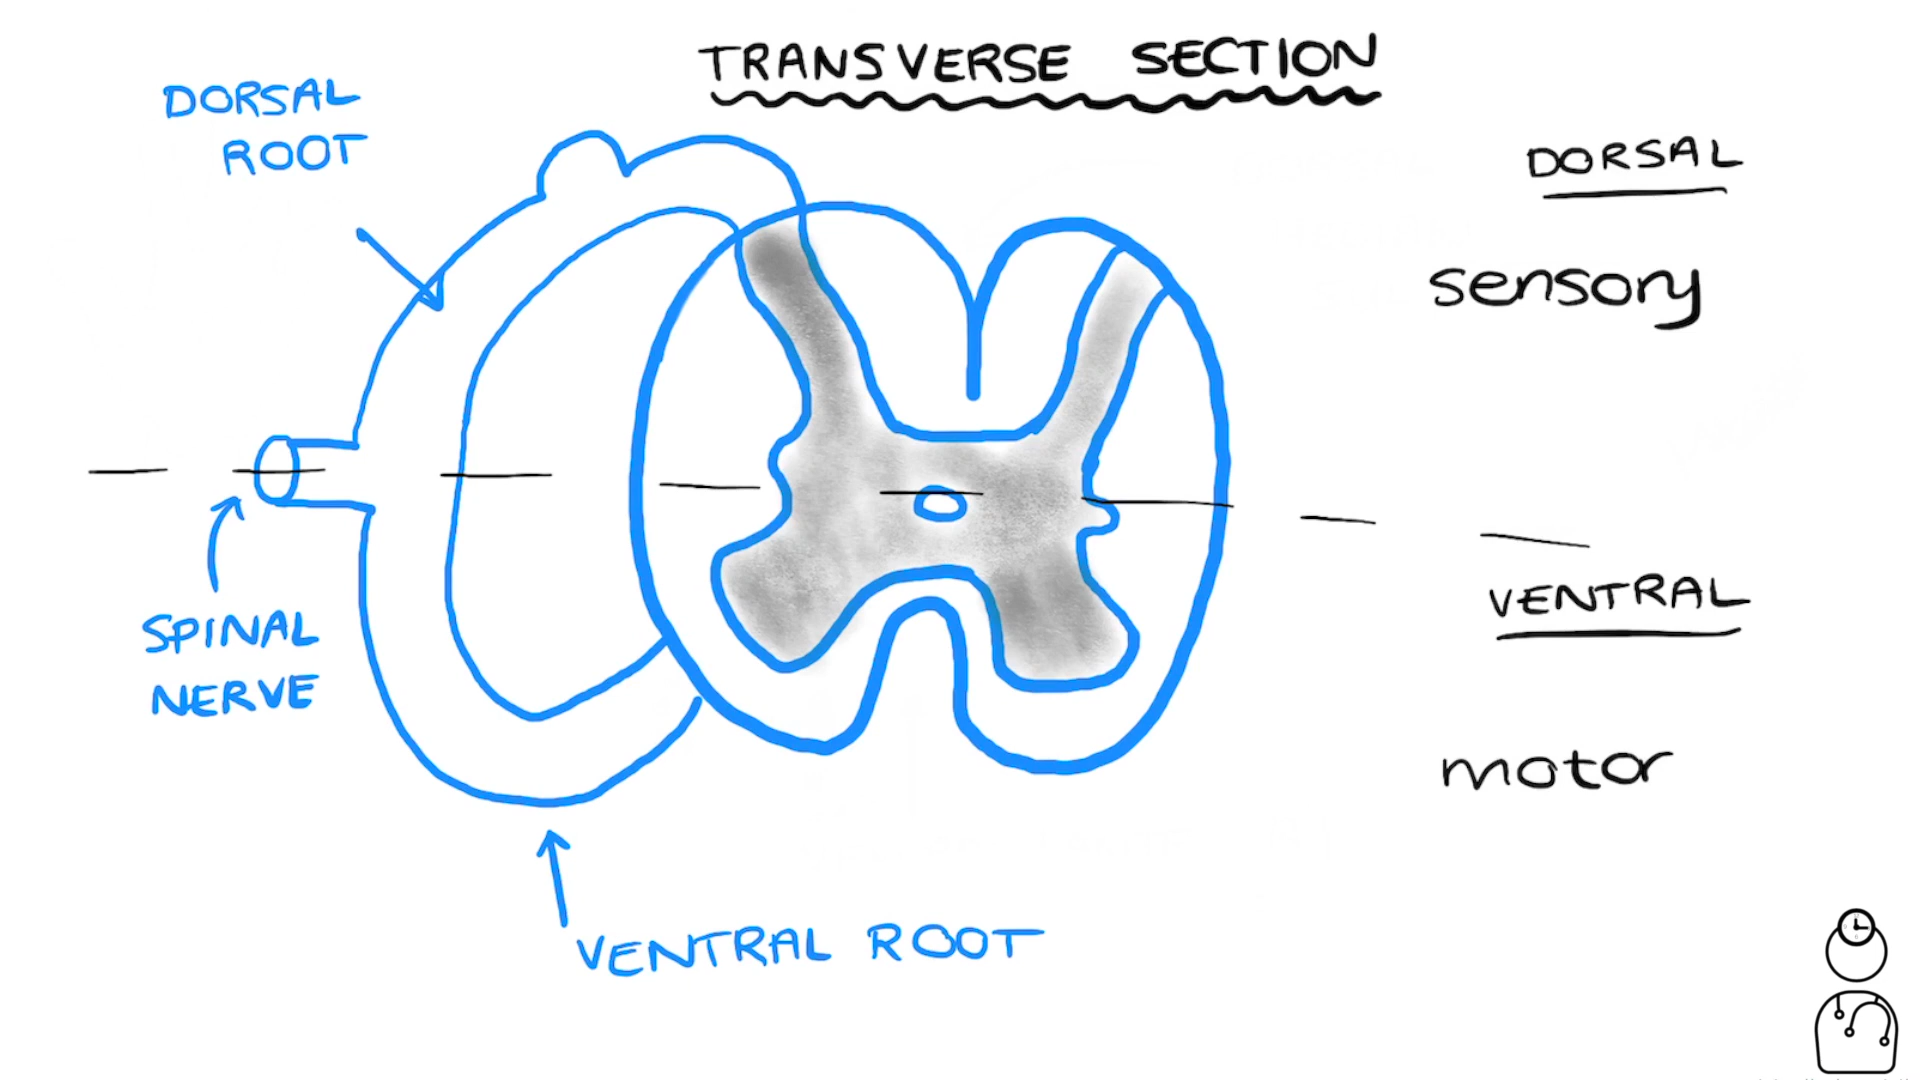 TRANSVERSE SECTION
DORSAL
ROOT
DORSAL
sensory
SPINAL
NERVE
VENTRAL
motor
VENTRAL ROOT